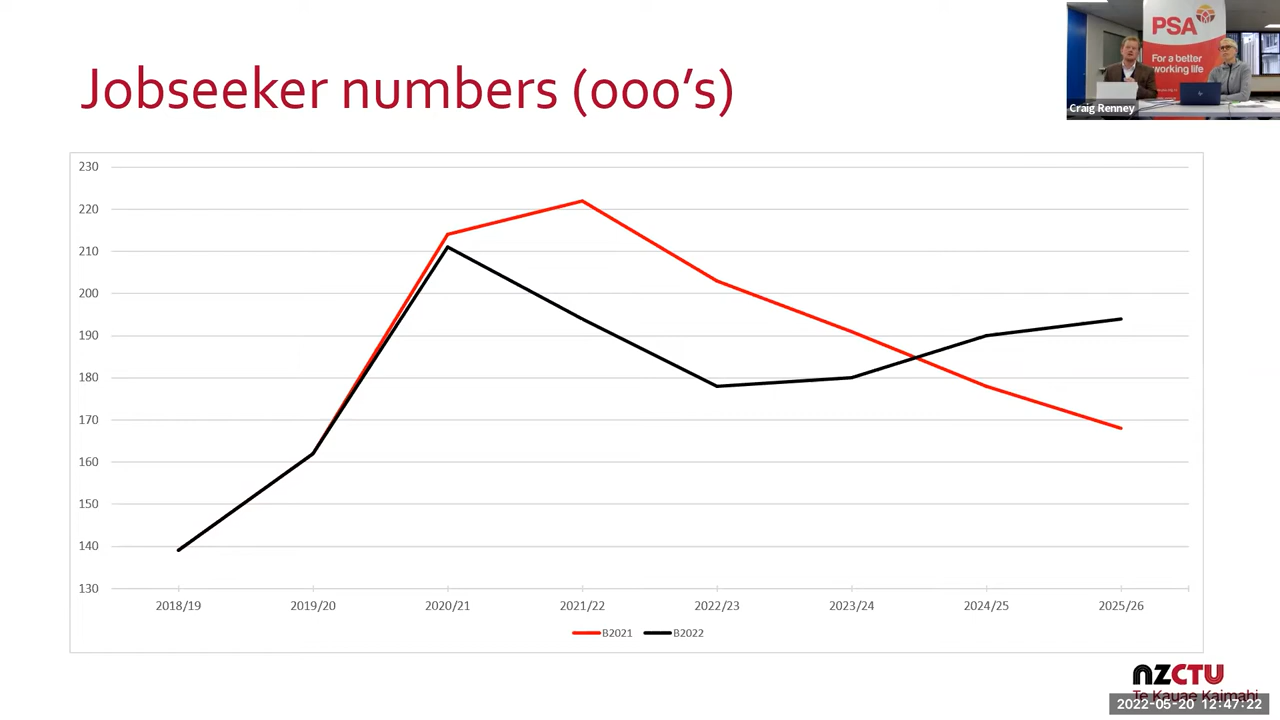 Jobseeker numbers (000's)
PSA
For a better
working life
Craig Renney
230
220
210
200
190
180
170
160
150
140
130
2018/19 2019/20 2020/21 2021/22 2022/23 2023/24 2024/25 2025/26
B2021 B2022
NZCTU
Te Kauae Kaimahi
2022-05-20 12:47:22